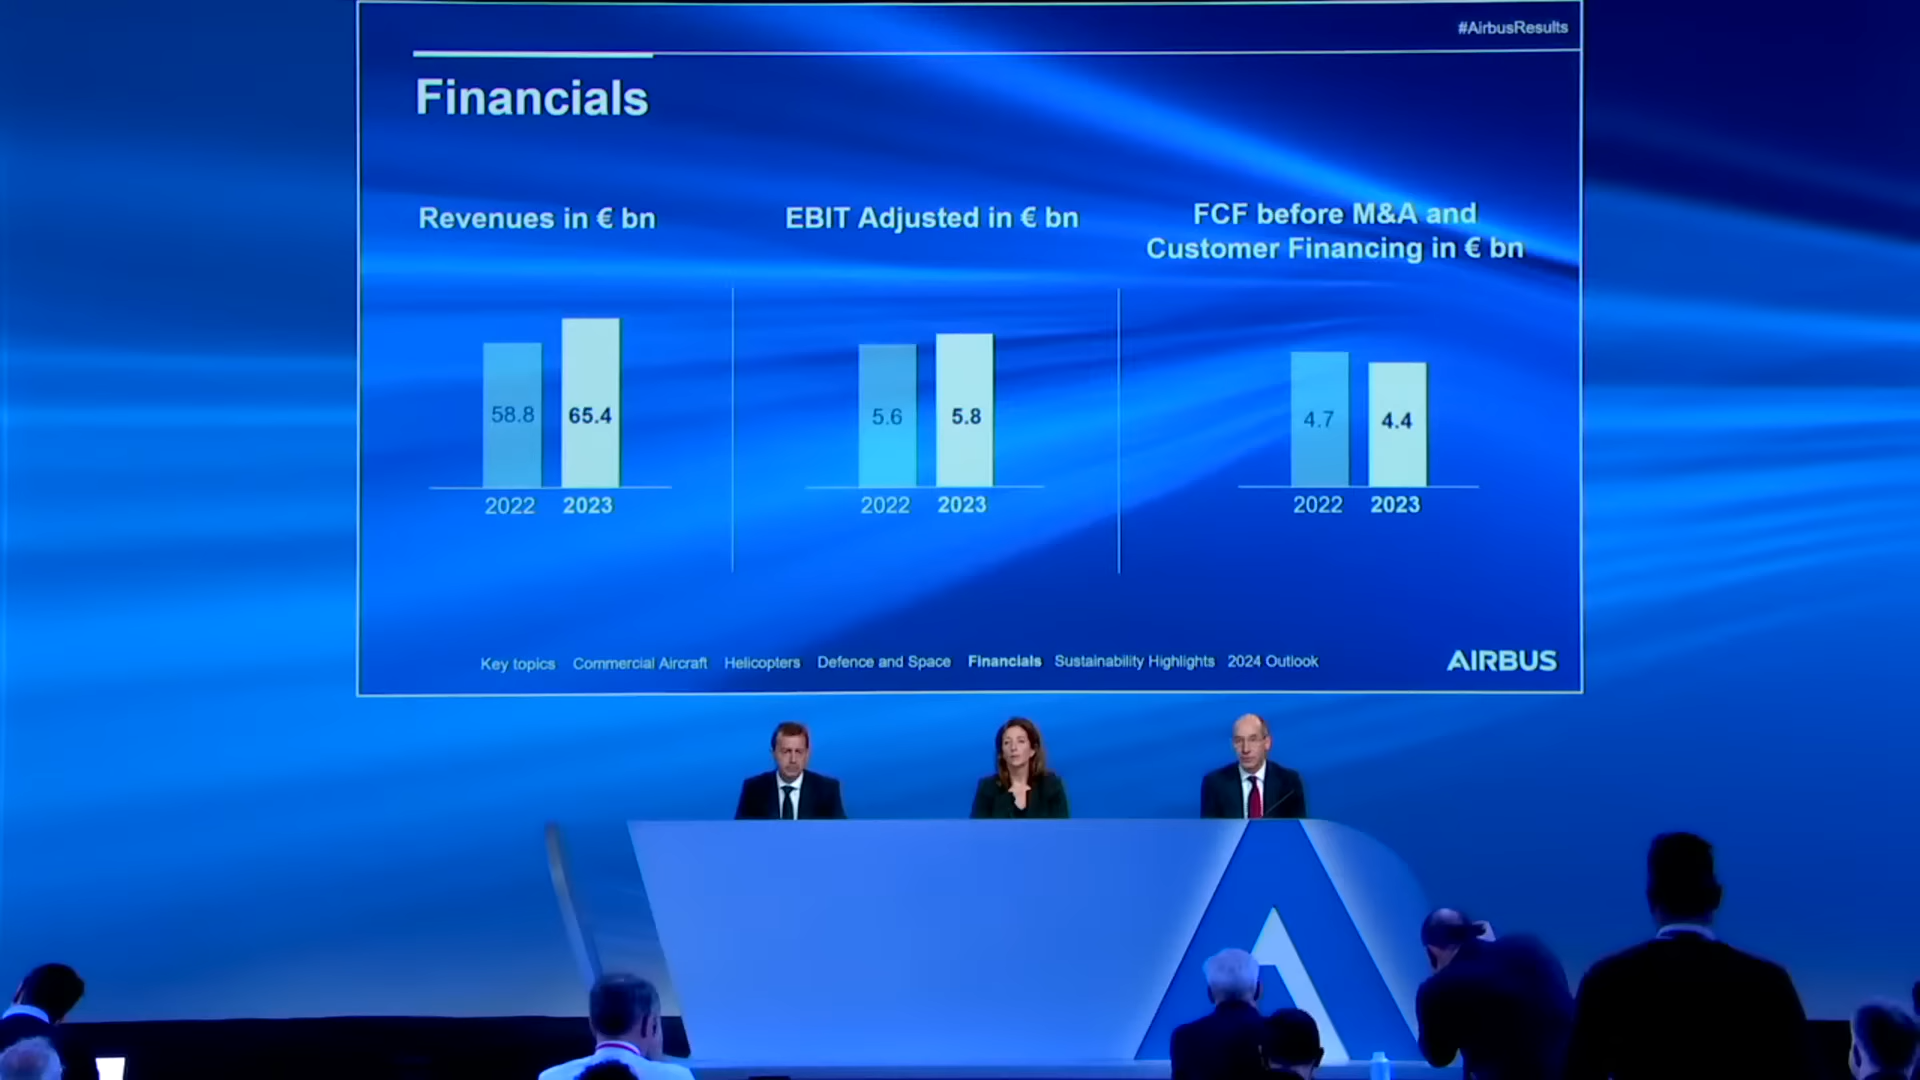 #AirbusResults
Financials
Revenues in € bn
58.8
65.4
2022
2023
EBIT Adjusted in € bn
5.6
5.8
2022
2023
FCF before M&A and
Customer Financing in € bn
4.7
4.4
2022
2023
Key topics Commercial Aircraft Helicopters Defence and Space Financials Sustainability Highlights 2024 Outlook
AIRBUS